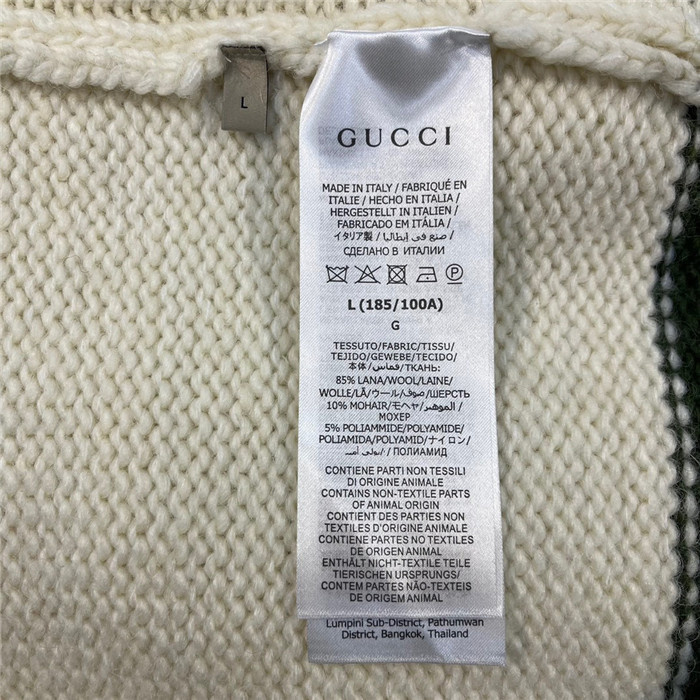 L
GUCCI
MADE IN ITALY / FABRIQUÉ EN
ITALIE / HECHO EN ITALIA /
HERGESTELLT IN ITALIEN /
FABRICADO EM ITÁLIA /
イタリア製 / صنع في إيطاليا /
СДЕЛАНО В ИТАЛИИ
L (185/100A)
G
TESSUTO/FABRIC/TISSU/
TEJIDO/GEWEBE/TECIDO/
本体/قماس/ТКАНЬ:
85% LANA/WOOL/LAINE/
WOLLE/LÃ/ウール/صوف/ШЕРСТЬ
10% MOHAIR/モヘヤ/الموهير/
МОХЕР
5% POLIAMMIDE/POLYAMIDE/
POLIAMIDA/POLYAMID/ナイロン/
/ПОЛИАМИД
CONTIENE PARTI NON TESSILI
DI ORIGINE ANIMALE
CONTAINS NON-TEXTILE PARTS
OF ANIMAL ORIGIN
CONTIENT DES PARTIES NON
TEXTILES D'ORIGINE ANIMALE
CONTIENE PARTES NO TEXTILES
DE ORIGEN ANIMAL
ENTHÄLT NICHT-TEXTILE TEILE
TIERISCHEN URSPRUNGS/
CONTEM PARTES NÃO-TEXTEIS
DE ORIGEM ANIMAL
Lumpini Sub-District, Pathumwan
District, Bangkok, Thailand